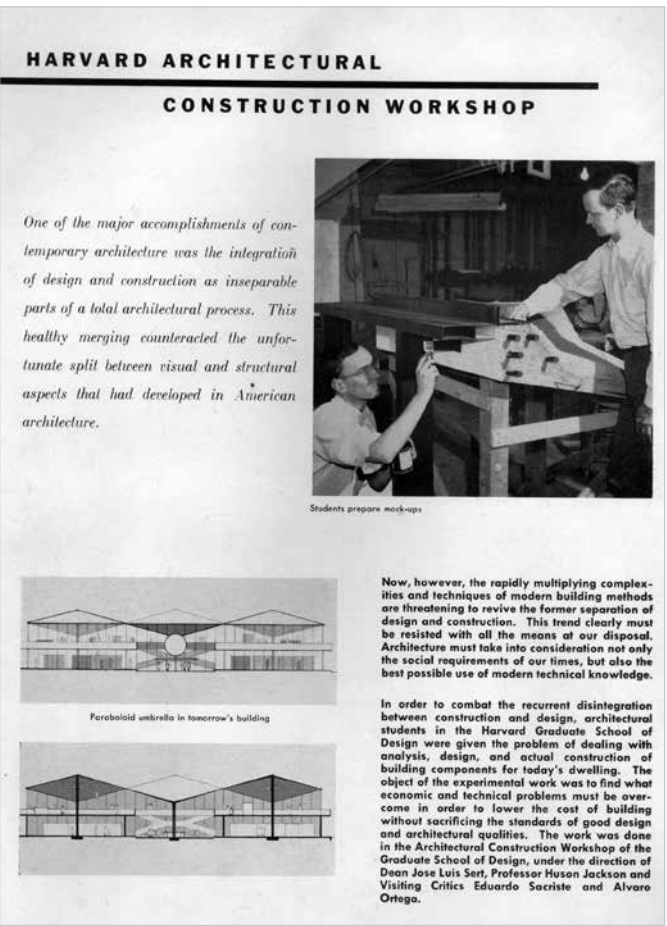 HARVARD ARCHITECTURAL
CONSTRUCTION WORKSHOP
One of the major accomplishments of con-
temporary architecture was the integration
of design and construction as inseparable
parts of a total architectural process. This
healthy merging counteracted the unfor-
tunate split between visual and structural
aspects that had developed in American
architecture.
Students prepare mock-ups
Paraboloid umbrella in tomorrow's building
Now, however, the rapidly multiplying complex-
ities and techniques of modern building methods
are threatening to revive the former separation of
design and construction. This trend clearly must
be resisted with all the means at our disposal.
Architecture must take into consideration not only
the social requirements of our times, but also the
best possible use of modern technical knowledge.
In order to combat the recurrent disintegration
between construction and design, architectural
students in the Harvard Graduate School of
Design were given the problem of dealing with
analysis, design, and actual construction of
building components for today's dwelling. The
object of the experimental work was to find what
economic and technical problems must be over-
come in order to lower the cost of building
without sacrificing the standards of good design
and architectural qualities. The work was done
in the Architectural Construction Workshop of the
Graduate School of Design, under the direction of
Dean Jose Luis Sert, Professor Huson Jackson and
Visiting Critics Eduardo Sacriste and Alvaro
Ortega.